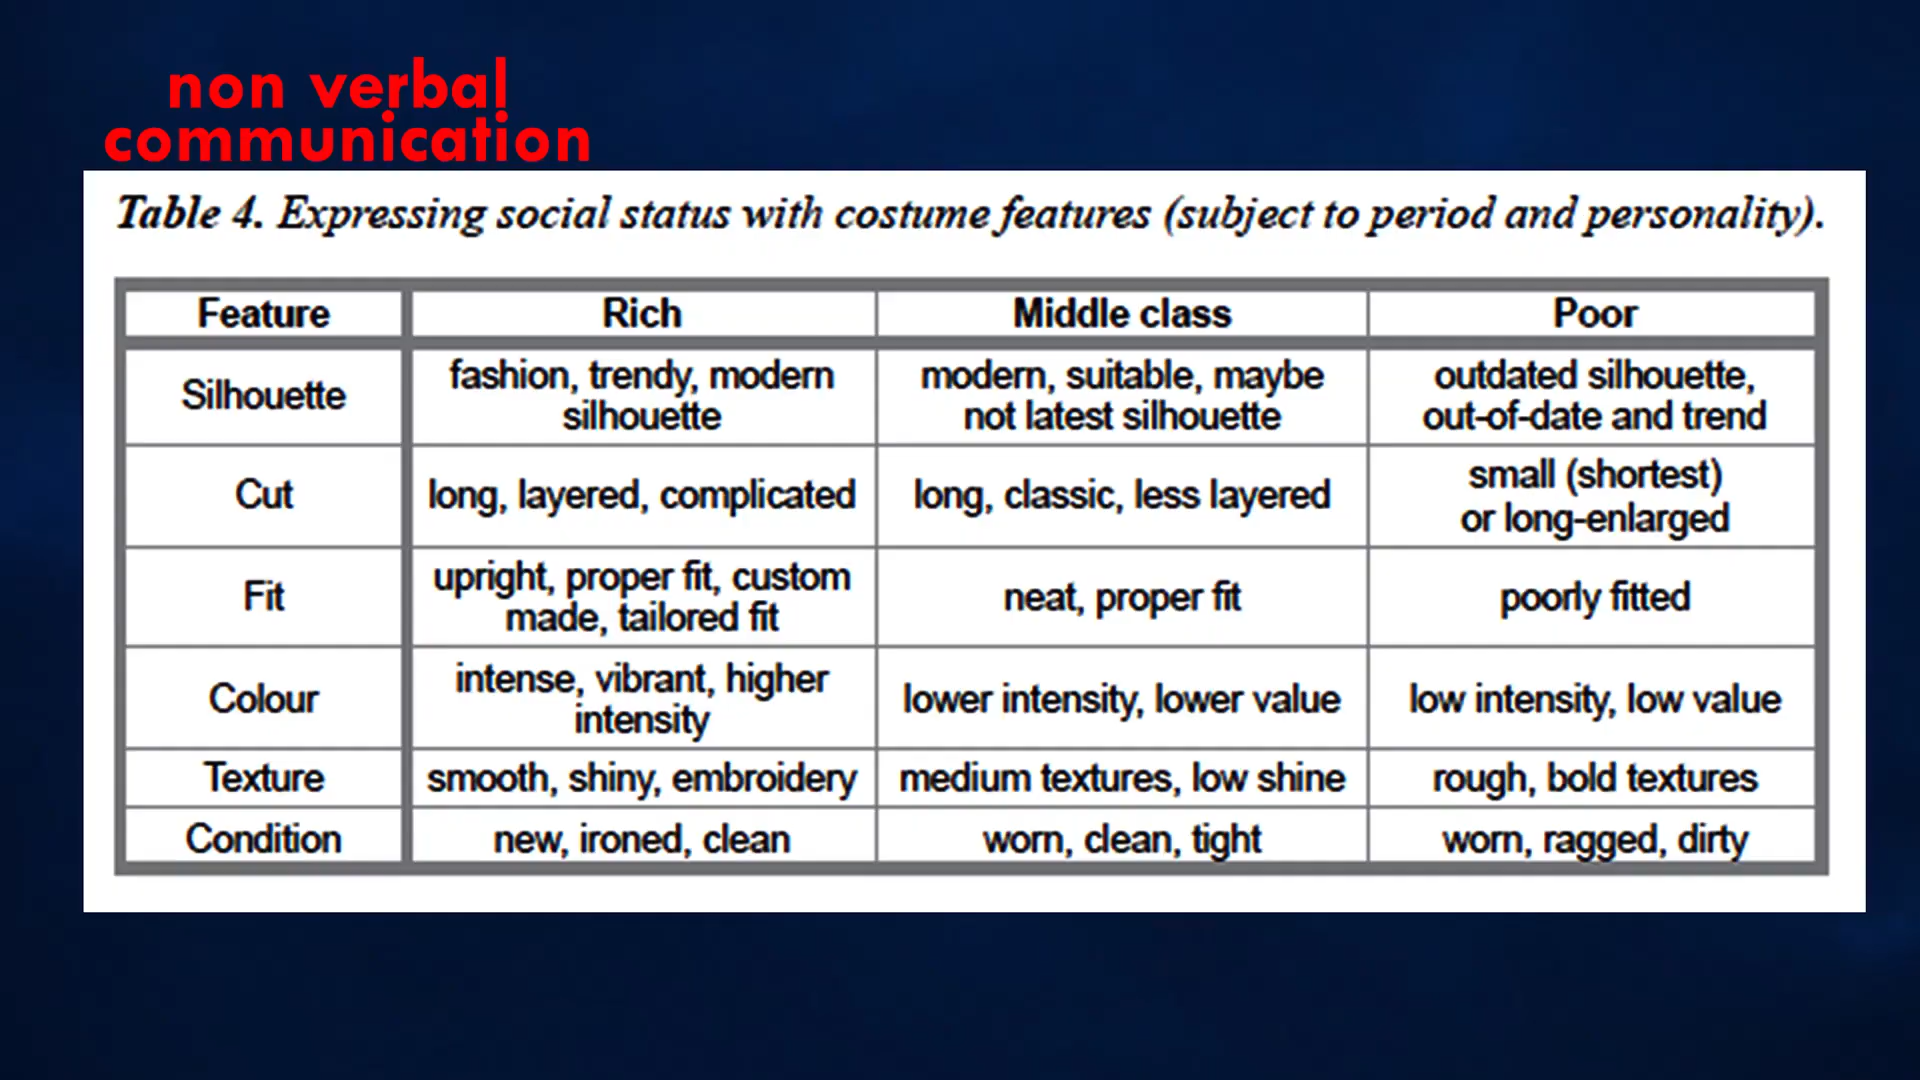 non verbal
communication
Table 4. Expressing social status with costume features (subject to period and personality).
Feature Rich Middle class Poor
Silhouette fashion, trendy, modern silhouette modern, suitable, maybe not latest silhouette outdated silhouette, out-of-date and trend
Cut long, layered, complicated long, classic, less layered small (shortest) or long-enlarged
Fit upright, proper fit, custom made, tailored fit neat, proper fit poorly fitted
Colour intense, vibrant, higher intensity lower intensity, lower value low intensity, low value
Texture smooth, shiny, embroidery medium textures, low shine rough, bold textures
Condition new, ironed, clean worn, clean, tight worn, ragged, dirty